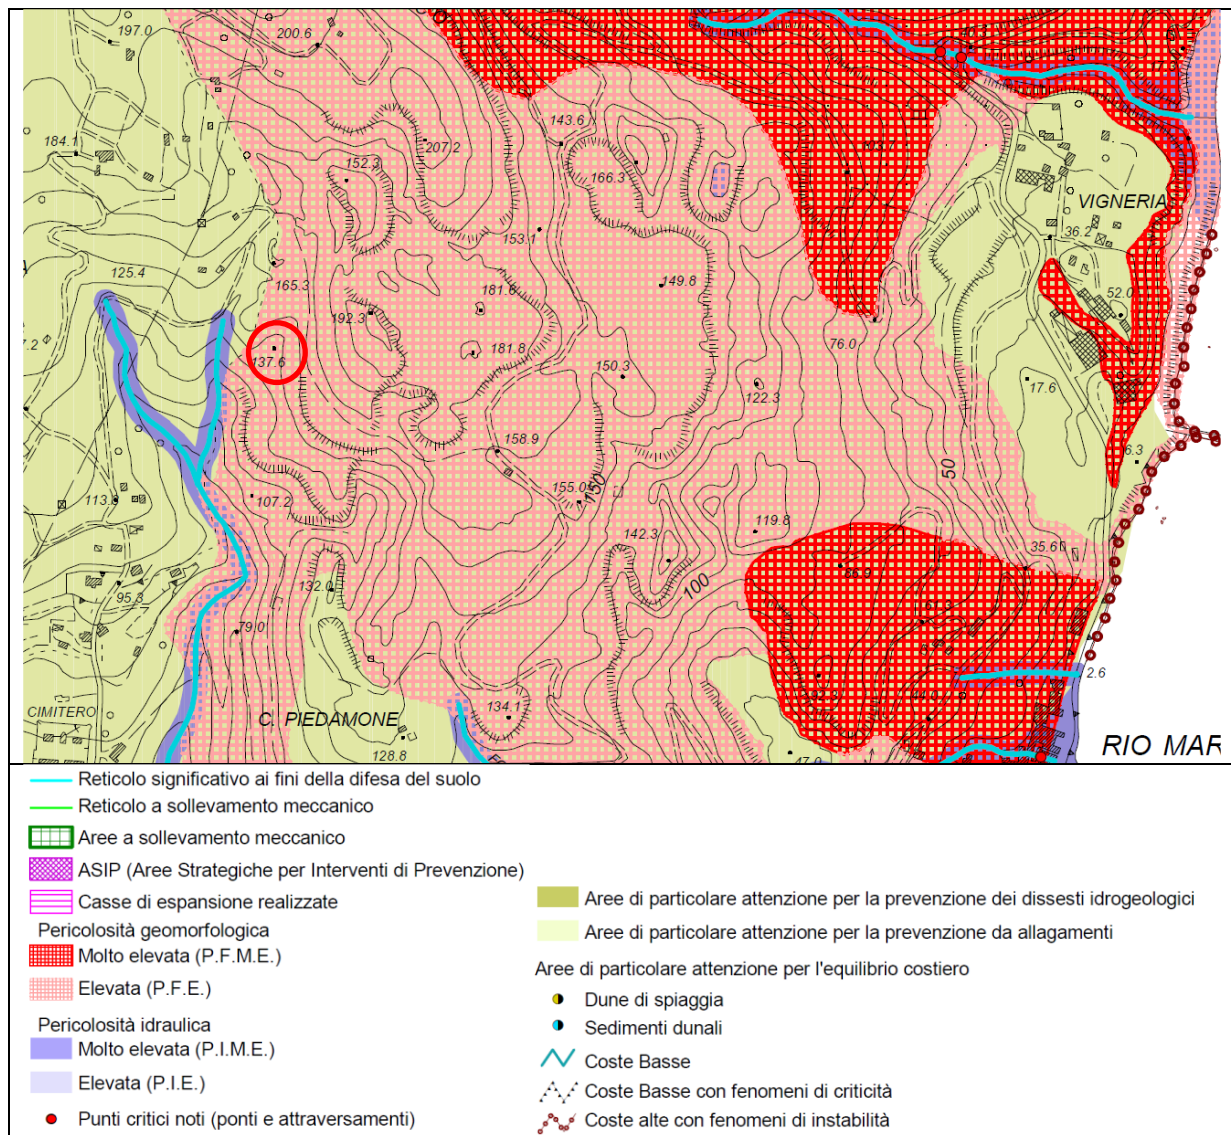 197.0
200.6
184.1
207.2
143.6
152.3
166.3
VIGNERIA
153.1
36.2
125.4
165.3
149.8
181.6
52.0
192.3
7.2
137.6
181.8
76.0
150.3
122.3
17.6
158.9
6.3
50
155.0
150
107.2
119.8
142.3
35.60
132.0
100
95.3
79.0
2.6
CIMITERO
C. PIEDAMONE
134.1
44.0
128.8
47.0
RIO MAR
Reticolo significativo ai fini della difesa del suolo
Reticolo a sollevamento meccanico
Aree a sollevamento meccanico
ASIP (Aree Strategiche per Interventi di Prevenzione)
Casse di espansione realizzate
Pericolosità geomorfologica
Molto elevata (P.F.M.E.)
Elevata (P.F.E.)
Pericolosità idraulica
Molto elevata (P.I.M.E.)
Elevata (P.I.E.)
Punti critici noti (ponti e attraversamenti)
Aree di particolare attenzione per la prevenzione dei dissesti idrogeologici
Aree di particolare attenzione per la prevenzione da allagamenti
Aree di particolare attenzione per l'equilibrio costiero
Dune di spiaggia
Sedimenti dunali
Coste Basse
Coste Basse con fenomeni di criticità
Coste alte con fenomeni di instabilità